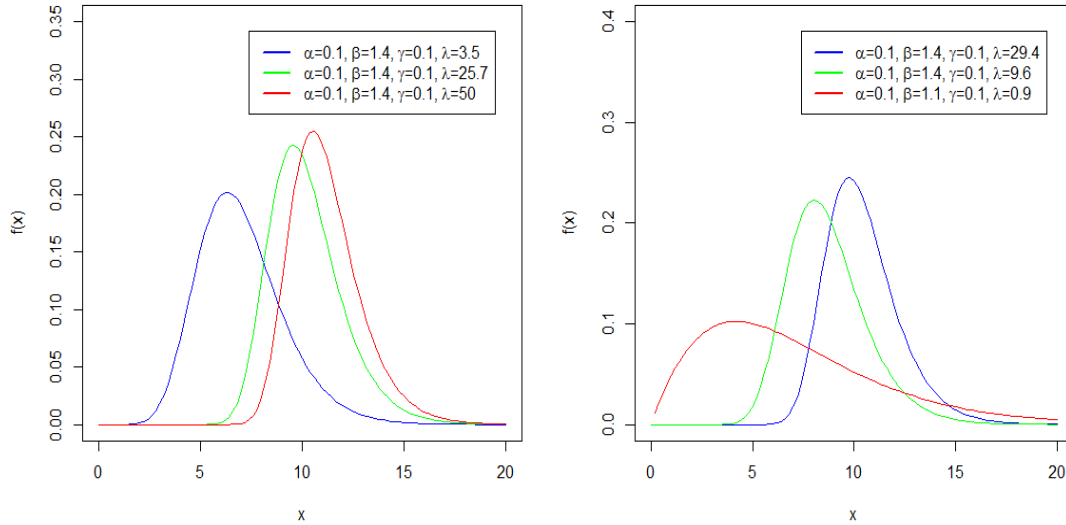 0.35
0.30
0.25
0.20
0.15
0.10
0.05
0.00
f(x)
α=0.1, β=1.4, γ=0.1, λ=3.5
α=0.1, β=1.4, γ=0.1, λ=25.7
α=0.1, β=1.4, γ=0.1, λ=50
0 5 10 15 20
x
0.4
0.3
0.2
0.1
0.0
f(x)
α=0.1, β=1.4, γ=0.1, λ=29.4
α=0.1, β=1.4, γ=0.1, λ=9.6
α=0.1, β=1.1, γ=0.1, λ=0.9
0 5 10 15 20
x